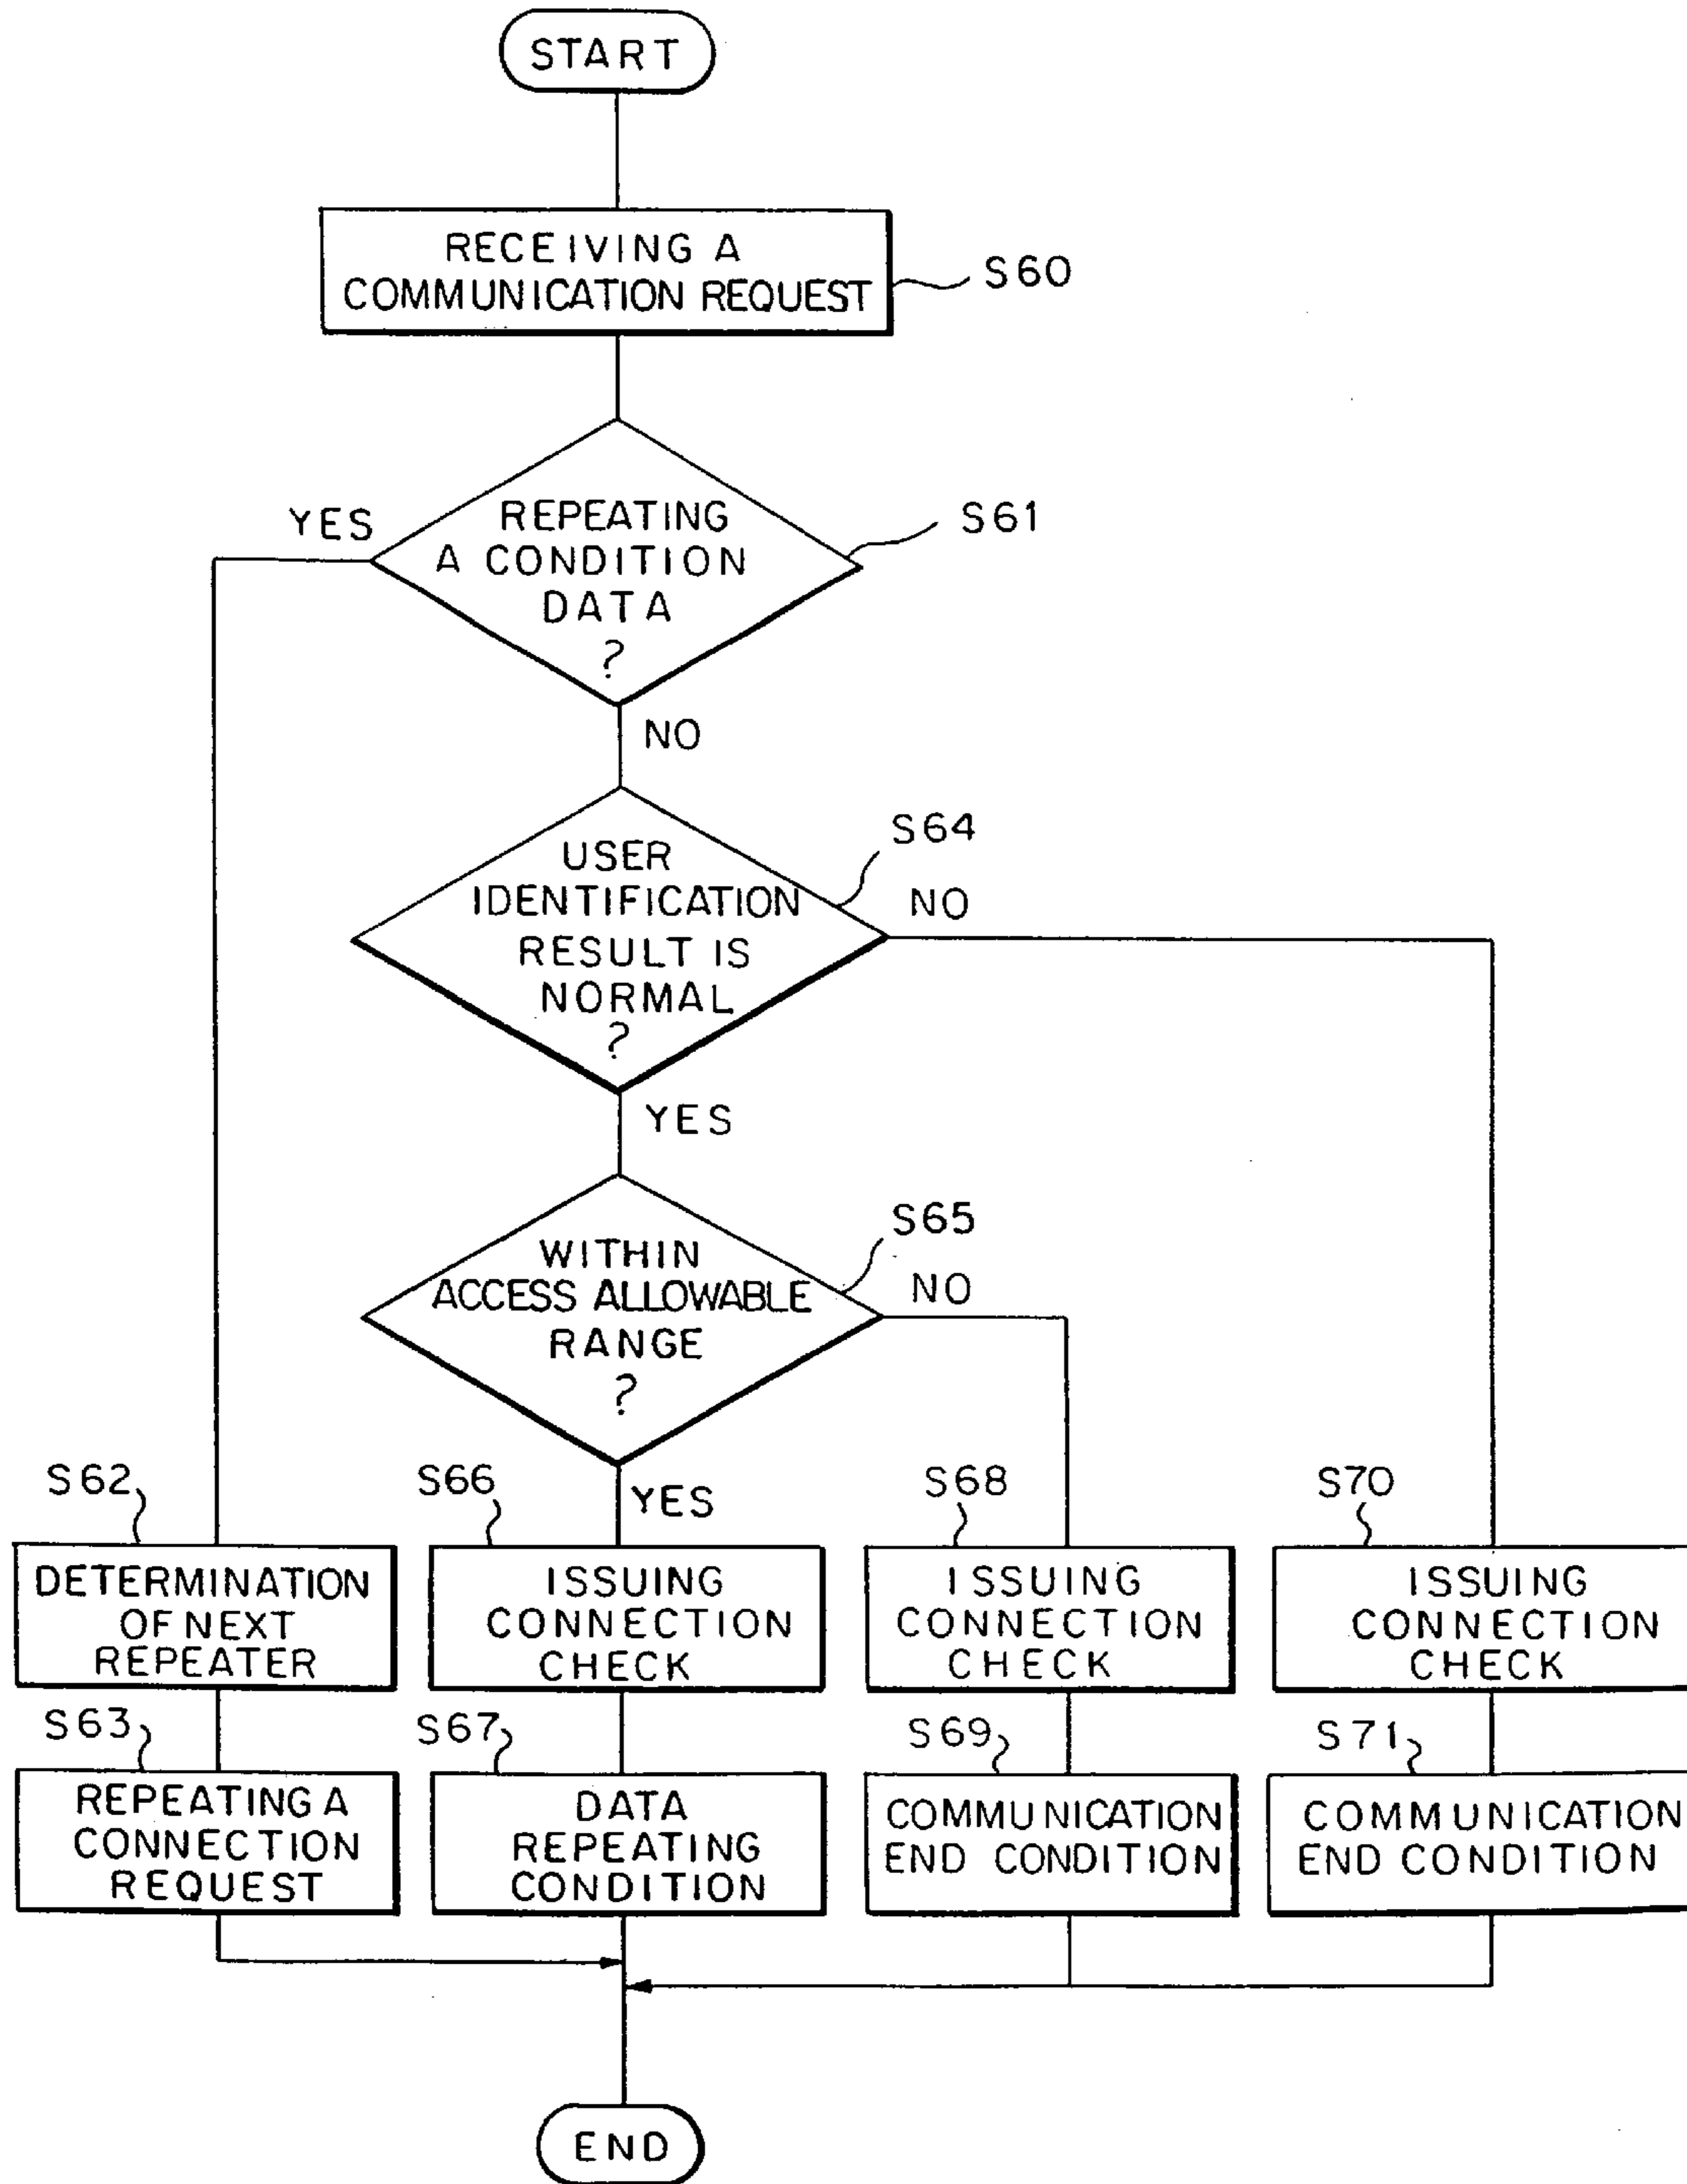 START
RECEIVING A
COMMUNICATION REQUEST
S60
YES
REPEATING
A CONDITION
DATA
?
S61
NO
USER
IDENTIFICATION
RESULT IS
NORMAL
?
S64
NO
YES
WITHIN
ACCESS ALLOWABLE
RANGE
?
S65
NO
YES
S62
DETERMINATION
OF NEXT
REPEATER
S66
ISSUING
CONNECTION
CHECK
S68
ISSUING
CONNECTION
CHECK
S70
ISSUING
CONNECTION
CHECK
S63
REPEATING A
CONNECTION
REQUEST
S67
DATA
REPEATING
CONDITION
S69
COMMUNICATION
END CONDITION
S71
COMMUNICATION
END CONDITION
END